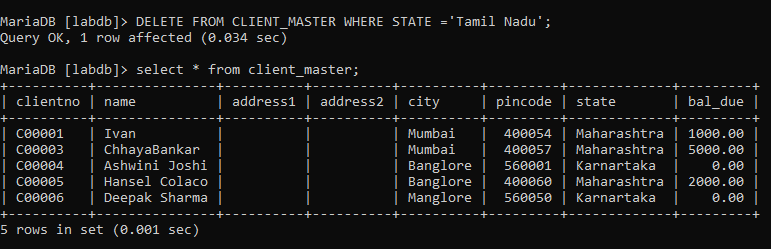 MariaDB [labdb]> DELETE FROM CLIENT_MASTER WHERE STATE ='Tamil Nadu';
Query OK, 1 row affected (0.034 sec)
MariaDB [labdb]> select * from client_master;
+----------+---------------+----------+----------+----------+---------+-------------+---------+
| clientno | name          | address1 | address2 | city     | pincode | state       | bal_due |
+----------+---------------+----------+----------+----------+---------+-------------+---------+
| C00001   | Ivan          |          |          | Mumbai   |  400054 | Maharashtra | 1000.00 |
| C00003   | ChhayaBankar  |          |          | Mumbai   |  400057 | Maharashtra | 5000.00 |
| C00004   | Ashwini Joshi |          |          | Banglore |  560001 | Karnartaka  |    0.00 |
| C00005   | Hansel Colaco |          |          | Banglore |  400060 | Maharashtra | 2000.00 |
| C00006   | Deepak Sharma |          |          | Manglore |  560050 | Karnartaka  |    0.00 |
+----------+---------------+----------+----------+----------+---------+-------------+---------+
5 rows in set (0.001 sec)